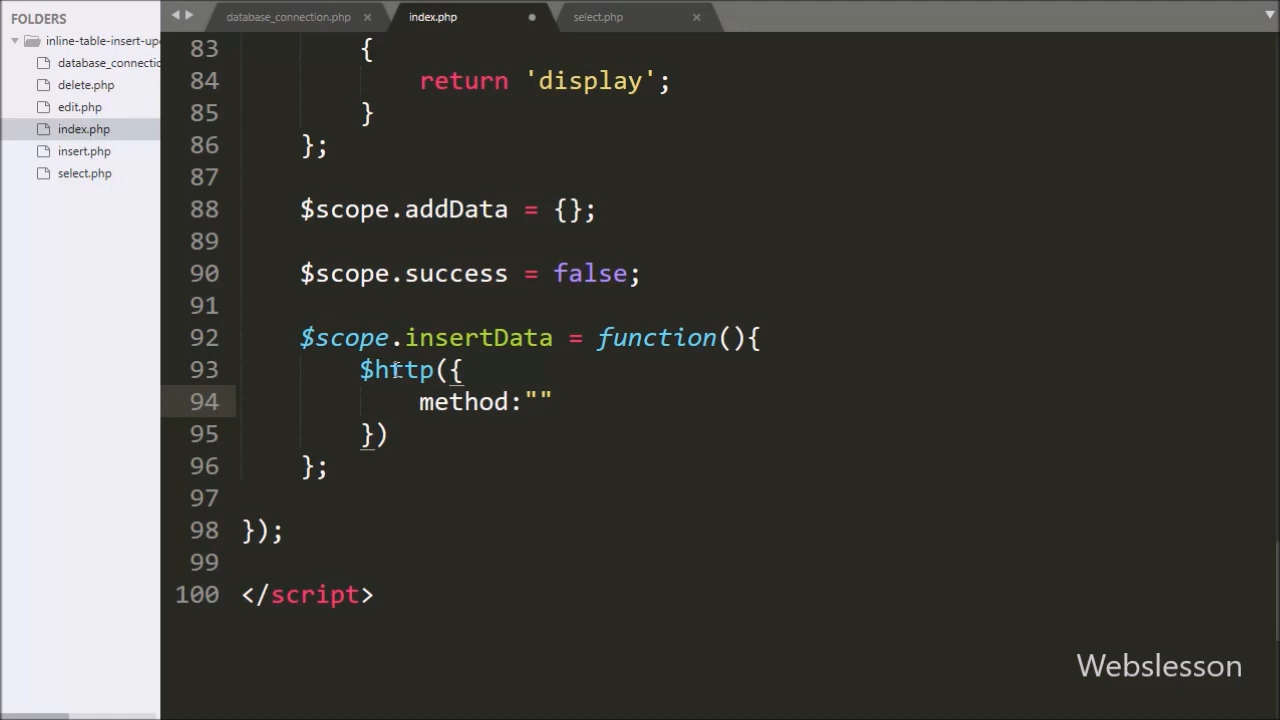 FOLDERS
inline-table-insert-up
database_connectio
delete.php
edit.php
index.php
insert.php
select.php
database_connection.php × index.php select.php ×
83 {
84 return 'display';
85 }
86 };
87
88 $scope.addData = {};
89
90 $scope.success = false;
91
92 $scope.insertData = function(){
93 $http({
94 method:""
95 })
96 };
97
98 });
99
100 </script>
Webslesson